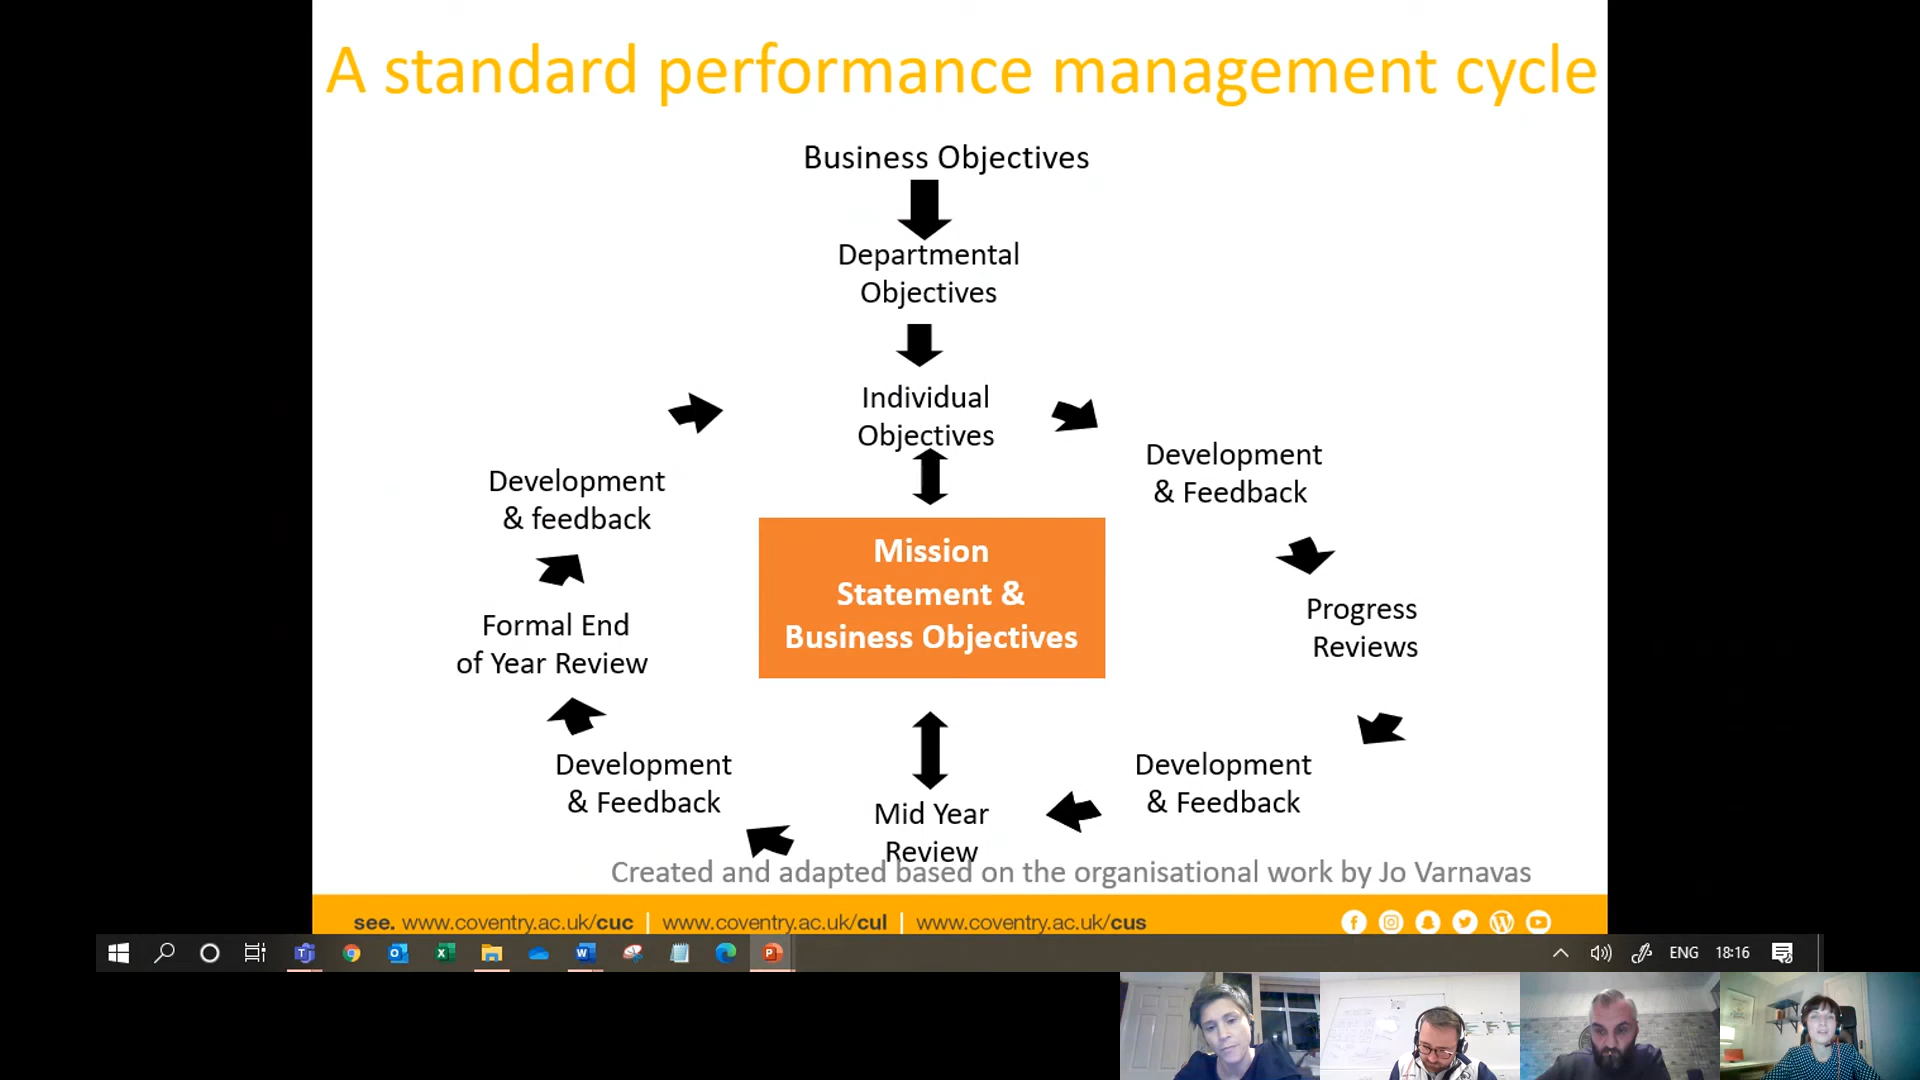 A standard performance management cycle
Business Objectives
Departmental
Objectives
Individual
Objectives
Development
& Feedback
Progress
Reviews
Development
& Feedback
Mid Year
Review
Development
& Feedback
Formal End
of Year Review
Development
& feedback
Mission
Statement &
Business Objectives
Created and adapted based on the organisational work by Jo Varnavas
see. www.coventry.ac.uk/cuc | www.coventry.ac.uk/cul | www.coventry.ac.uk/cus
ENG 18:16